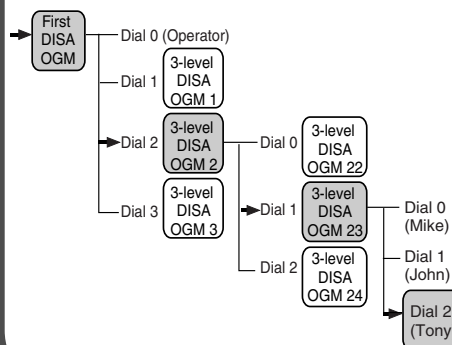 First
DISA
OGM
Dial 0 (Operator)
Dial 1
3-level
DISA
OGM 1
Dial 2
3-level
DISA
OGM 2
Dial 3
3-level
DISA
OGM 3
Dial 0
3-level
DISA
OGM 22
Dial 1
3-level
DISA
OGM 23
Dial 2
3-level
DISA
OGM 24
Dial 0
(Mike)
Dial 1
(John)
Dial 2
(Tony